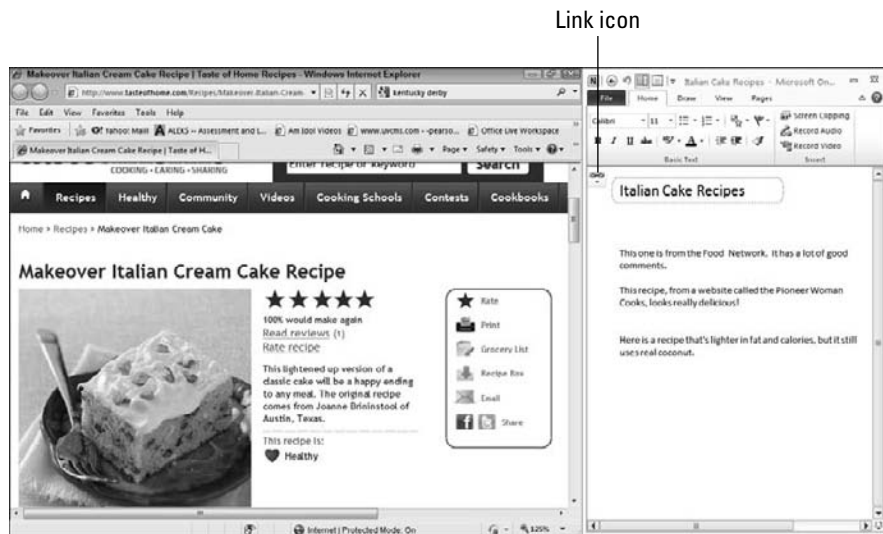 Link icon
Makeover Italian Cream Cake Recipe | Taste of Home Recipes - Windows Internet Explorer
http://www.tasteofhome.com/Recipes/Makeover-Italian-Cream- kentucky derby
File Edit View Favorites Tools Help
Favorites Yahoo! Mail ALEKS -- Assessment and L... Am Idol Videos www.uvcms.com --pearso... Office Live Workspace
Makeover Italian Cream Cake Recipe | Taste of H... Page Safety Tools
COOKING • CARING • SHARING
Enter recipe or keyword Search
Recipes Healthy Community Videos Cooking Schools Contests Cookbooks
Home > Recipes > Makeover Italian Cream Cake
Makeover Italian Cream Cake Recipe
100% would make again
Read reviews (1)
Rate recipe
This lightened up version of a
classic cake will be a happy ending
to any meal. The original recipe
comes from Joanne Brininstool of
Austin, Texas.
This recipe is:
Healthy
Rate
Print
Grocery List
Recipe Box
Email
Share
Internet | Protected Mode: On 125%
Italian Cake Recipes - Microsoft On...
File Home Draw View Pages
Calibri 11
B I U abc A
Basic Text
Screen Clipping
Record Audio
Record Video
Insert
Italian Cake Recipes
This one is from the Food Network. It has a lot of good
comments.
This recipe, from a website called the Pioneer Woman
Cooks, looks really delicious!
Here is a recipe that's lighter in fat and calories, but it still
uses real coconut.